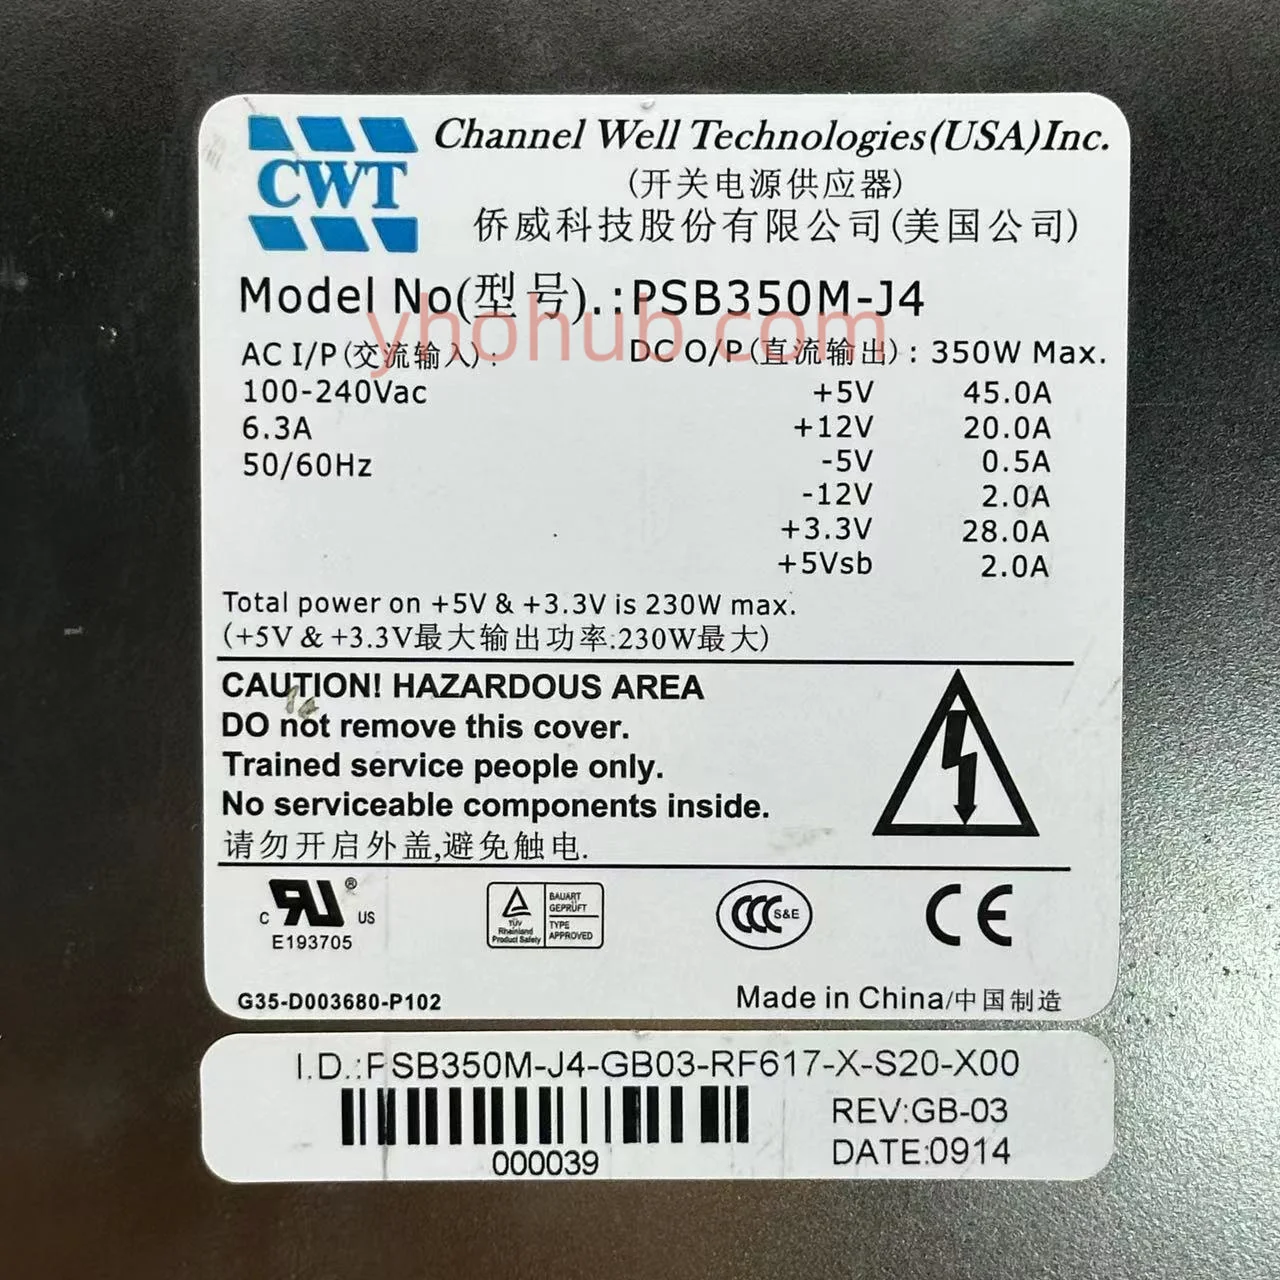 CWT
Channel Well Technologies(USA)Inc.
(开关电源供应器)
侨威科技股份有限公司(美国公司)
Model No(型号).:PSB350M-J4
yhohub.com
AC I/P(交流输入): DC O/P(直流输出): 350W Max.
100-240Vac +5V 45.0A
6.3A +12V 20.0A
50/60Hz -5V 0.5A
-12V 2.0A
+3.3V 28.0A
+5Vsb 2.0A
Total power on +5V & +3.3V is 230W max.
(+5V & +3.3V最大输出功率:230W最大)
CAUTION! HAZARDOUS AREA
DO not remove this cover.
Trained service people only.
No serviceable components inside.
请勿开启外盖,避免触电.
C RU ® US
E193705
TÜV
Rheinland
Product Safety
BAUART
GEPRÜFT
TYPE
APPROVED
CCC S&E
CE
G35-D003680-P102
Made in China/中国制造
I.D.:PSB350M-J4-GB03-RF617-X-S20-X00
REV:GB-03
000039
DATE:0914